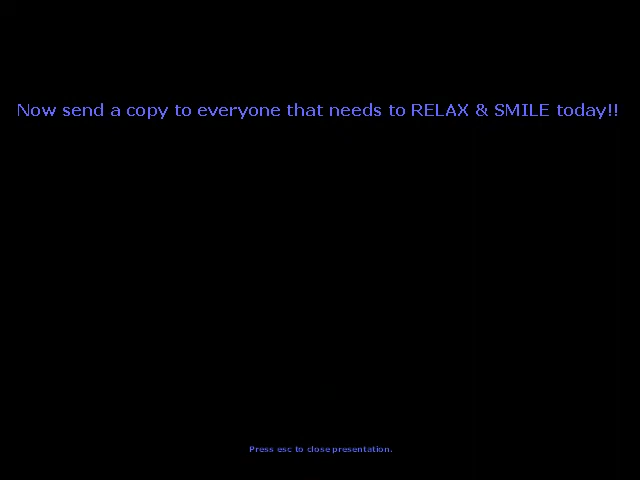 Now send a copy to everyone that needs to RELAX & SMILE today!!
Press esc to close presentation.